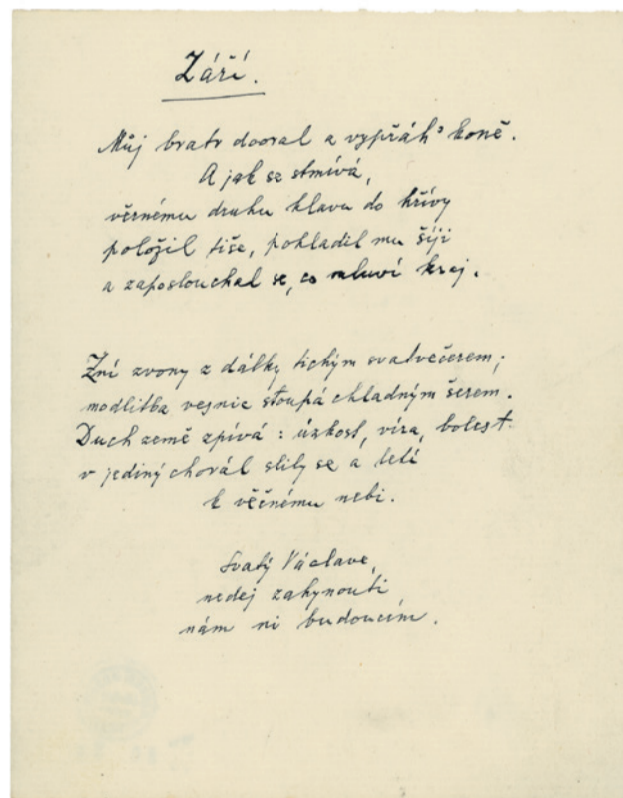 Září.
Můj bratr dooral a vypřáh' koně.
A jak se stmívá,
věrnému druhu hlavu do hřívy
položil tiše, pohladil mu šíji
a zaposlouchal se, co mluví kraj.
Zní zvony z dálky tichým svatvečerem;
modlitba vesnic stoupá chladným šerem.
Duch země zpívá: úzkost, víra, bolest
v jediný chorál slily se a letí
k věčnému nebi.
Svatý Václave,
nedej zahynouti
nám ni budoucím.